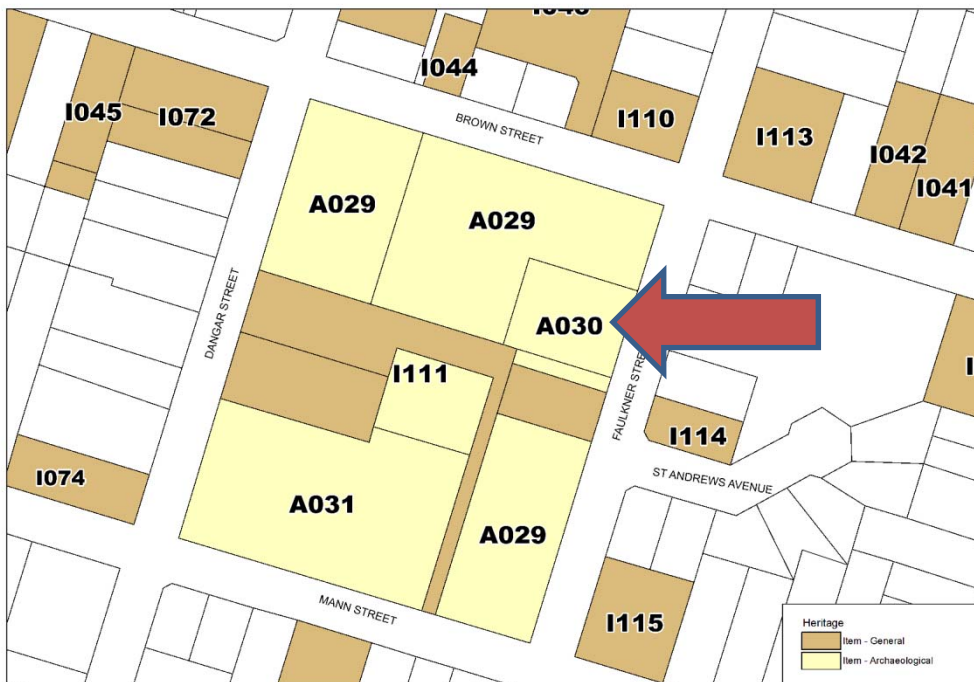 I044
I045
I072
BROWN STREET
I110
I113
I042
I041
A029
A029
DANGAR STREET
A030
I111
FAULKNER STREE
I114
I074
ST ANDREWS AVENUE
A031
A029
MANN STREET
I115
Heritage
Item - General
Item - Archaeological